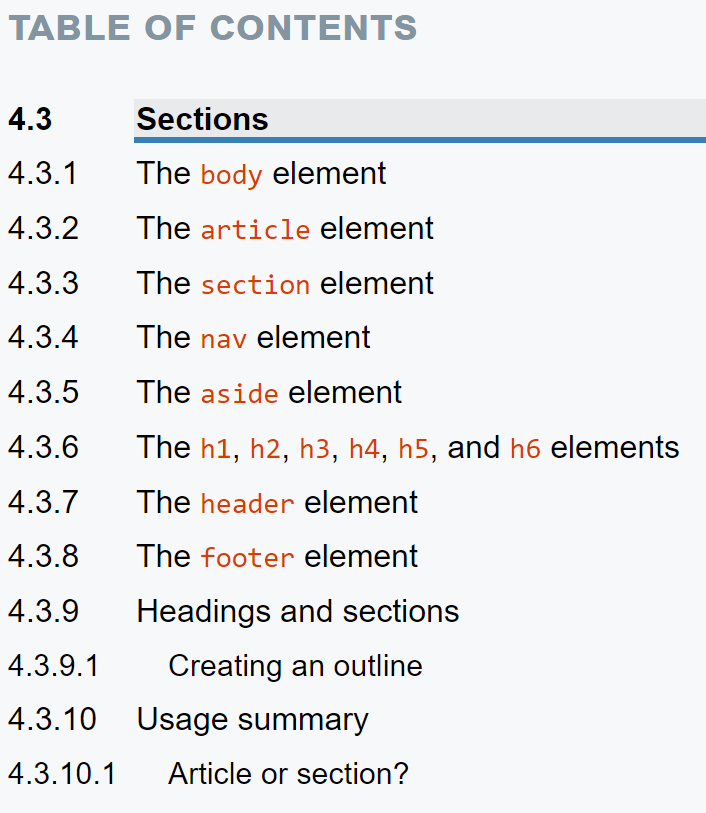 TABLE OF CONTENTS
4.3 Sections
4.3.1 The body element
4.3.2 The article element
4.3.3 The section element
4.3.4 The nav element
4.3.5 The aside element
4.3.6 The h1, h2, h3, h4, h5, and h6 elements
4.3.7 The header element
4.3.8 The footer element
4.3.9 Headings and sections
4.3.9.1 Creating an outline
4.3.10 Usage summary
4.3.10.1 Article or section?